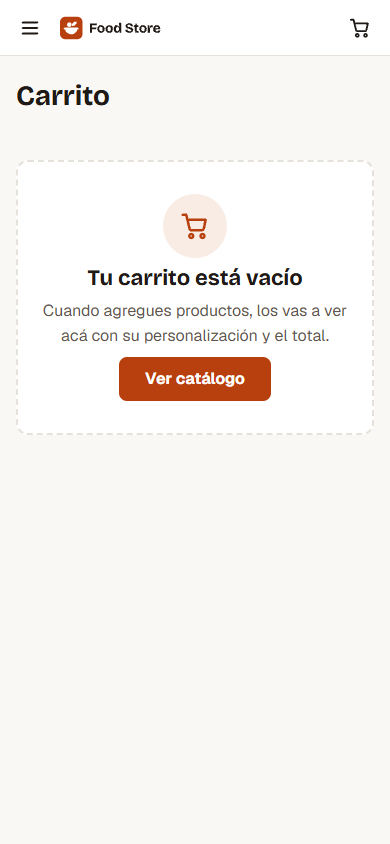 Food Store
Carrito
Tu carrito está vacío
Cuando agregues productos, los vas a ver
acá con su personalización y el total.
Ver catálogo